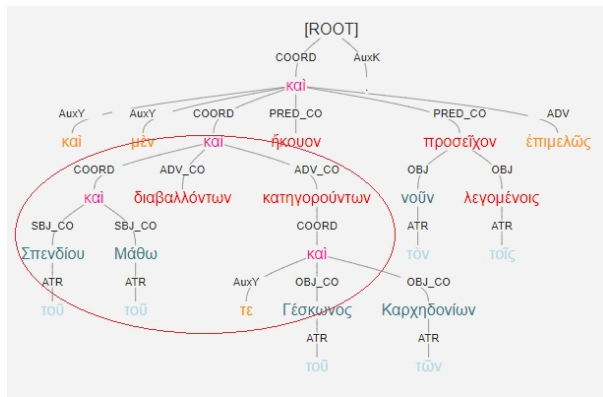 [ROOT]
COORD AuxK
καὶ .
AuxY AuxY COORD PRED_CO PRED_CO ADV
καὶ μὲν καὶ ἤκουον προσεῖχον ἐπιμελῶς
COORD ADV_CO ADV_CO OBJ OBJ
καὶ διαβαλλόντων κατηγορούντων νοῦν λεγομένοις
SBJ_CO SBJ_CO COORD ATR ATR
Σπενδίου Μάθω καὶ τὸν τοῖς
ATR ATR AuxY OBJ_CO OBJ_CO
τοῦ τοῦ τε Γέσκωνος Καρχηδονίων
ATR ATR
τοῦ τῶν